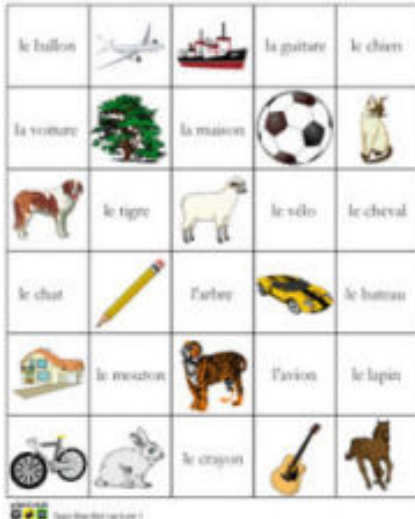 le ballon la guitare le chien
la voiture la maison
le tigre le vélo le cheval
le chat l'arbre le bateau
le mouton l'avion le lapin
le crayon